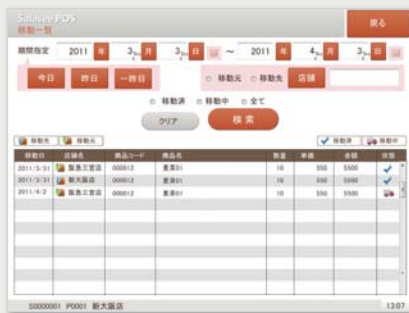 Salasee POS
戻る
移動一覧
期間指定 2011 年 3 月 3 日 ~ 2011 年 4 月 3 日
今日 昨日 一昨日 移動元 移動先 店舗
移動済 移動中 全て
クリア 検索
移動先 移動元 移動済 移動中
移動日 店舗名 商品コード 商品名 数量 単価 金額 状態
2011/3/31 阪急三宮店 000012 夏茶01 10 550 5500
2011/3/31 新大阪店 000012 夏茶01 10 550 5500
2011/4/2 阪急三宮店 000012 夏茶01 10 550 5500
S0000001 P0001 新大阪店 13:07